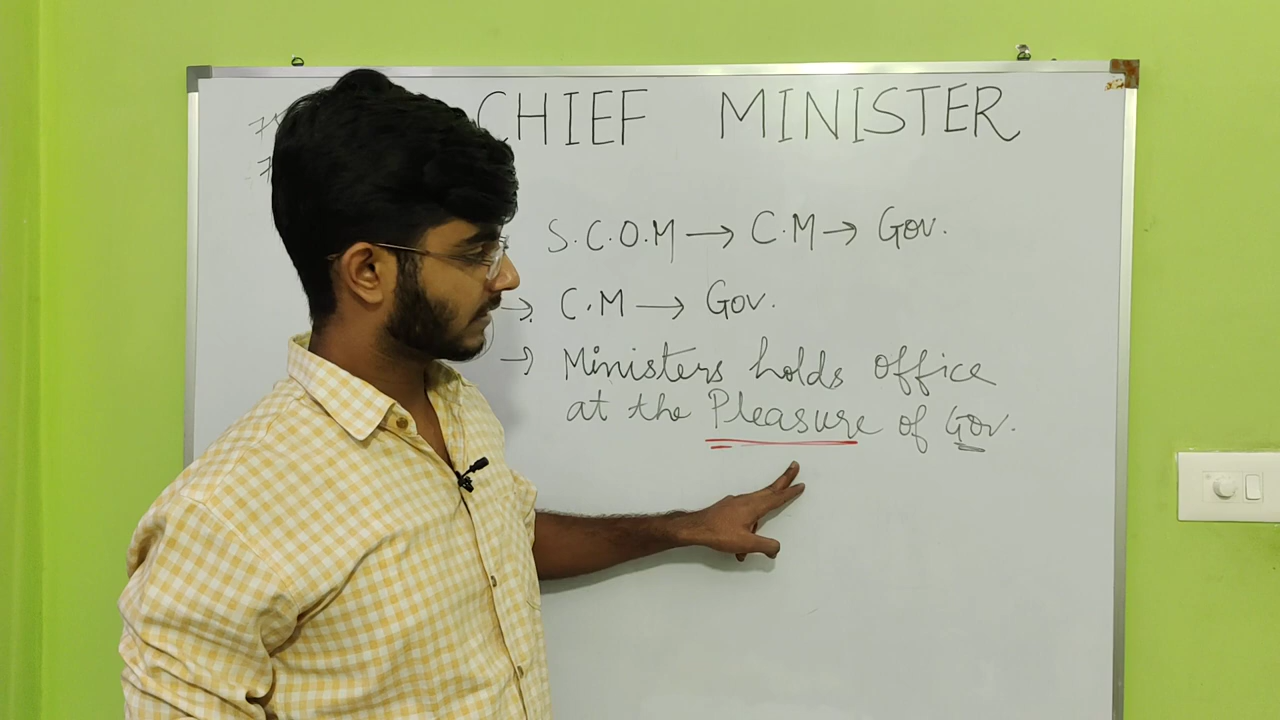 CHIEF MINISTER
S.C.O.M → C.M → Gov.
→ C.M → Gov.
→ Ministers holds office
at the Pleasure of Gov.